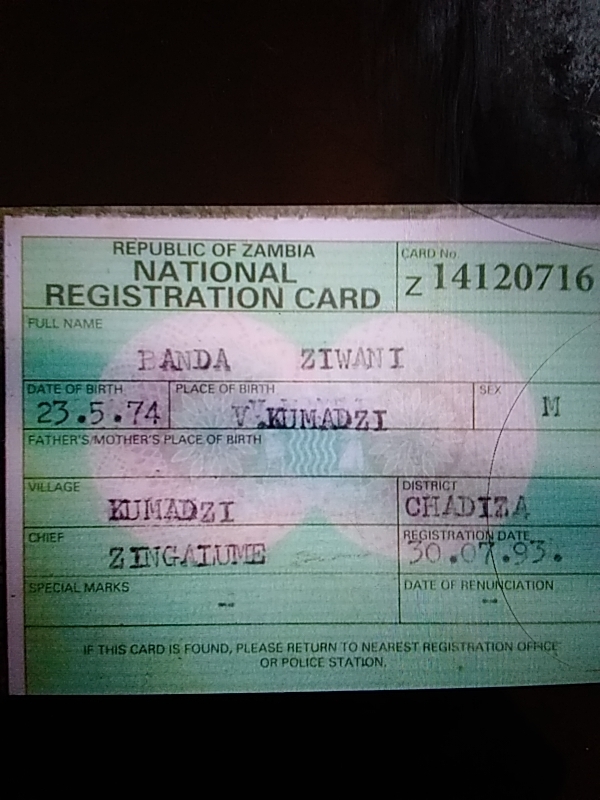 REPUBLIC OF ZAMBIA
NATIONAL
REGISTRATION CARD
CARD No.
Z 14120716
FULL NAME
BANDA ZIWANI
DATE OF BIRTH
23.5.74
PLACE OF BIRTH
V.KUMADZI
SEX
M
FATHER'S/MOTHER'S PLACE OF BIRTH
VILLAGE
KUMADZI
DISTRICT
CHADIZA
CHIEF
ZINGALUME
REGISTRATION DATE
30.07.93.
SPECIAL MARKS
--
DATE OF RENUNCIATION
--
IF THIS CARD IS FOUND, PLEASE RETURN TO NEAREST REGISTRATION OFFICE
OR POLICE STATION.